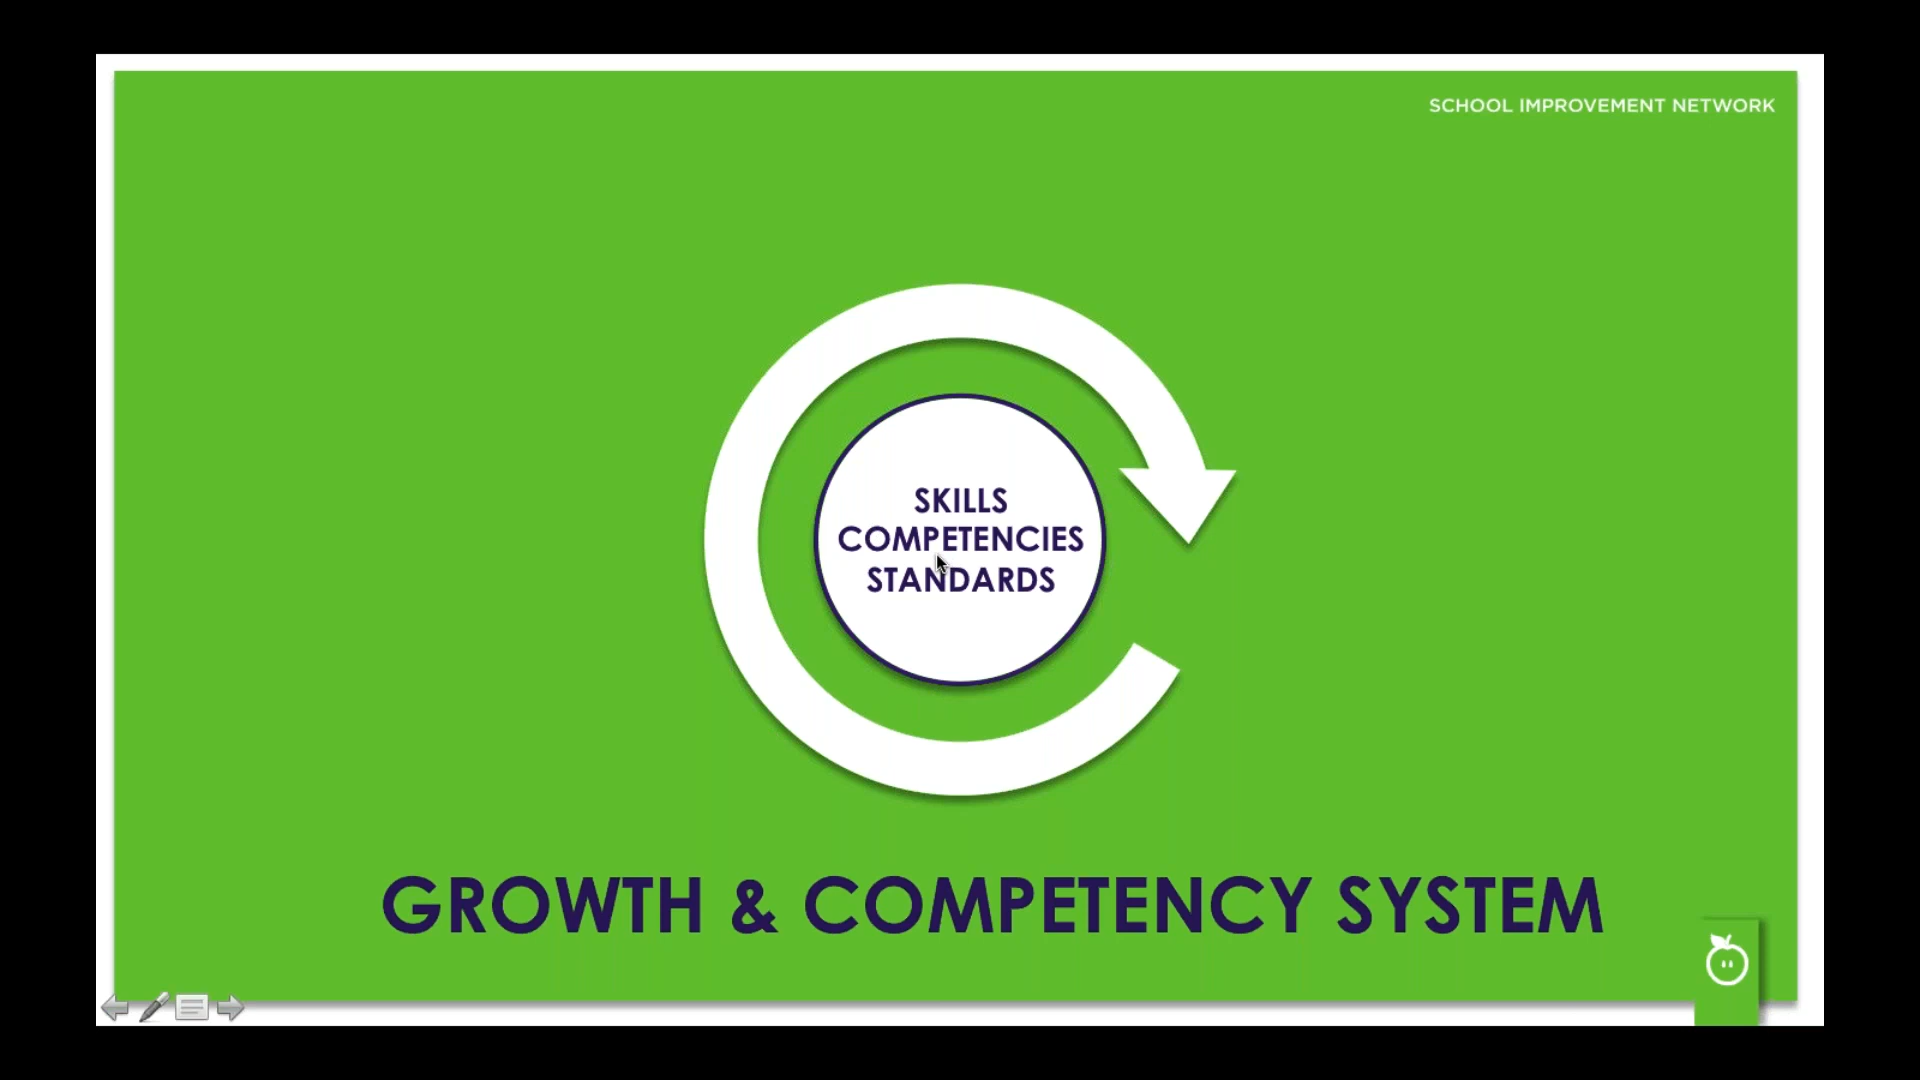 SCHOOL IMPROVEMENT NETWORK
SKILLS
COMPETENCIES
STANDARDS
GROWTH & COMPETENCY SYSTEM